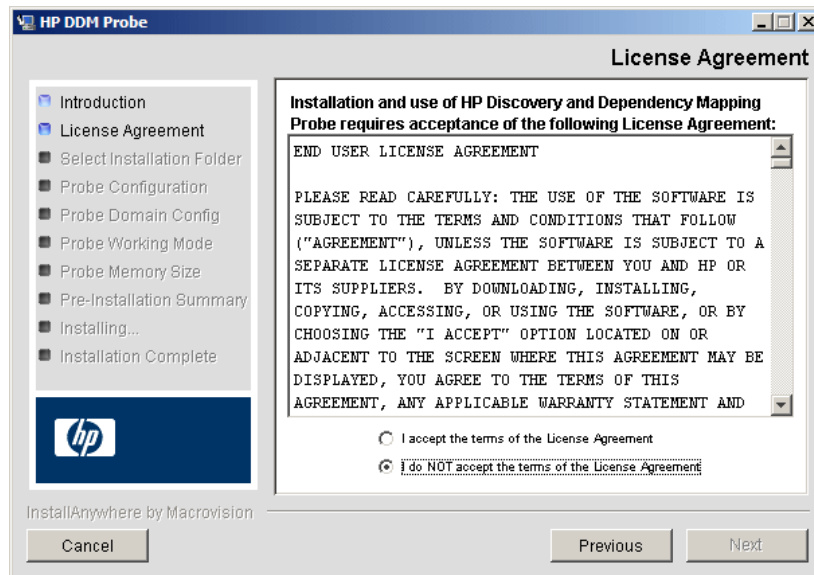 HP DDM Probe
License Agreement
Introduction
License Agreement
Select Installation Folder
Probe Configuration
Probe Domain Config
Probe Working Mode
Probe Memory Size
Pre-Installation Summary
Installing...
Installation Complete
hp
Installation and use of HP Discovery and Dependency Mapping
Probe requires acceptance of the following License Agreement:
END USER LICENSE AGREEMENT
PLEASE READ CAREFULLY: THE USE OF THE SOFTWARE IS
SUBJECT TO THE TERMS AND CONDITIONS THAT FOLLOW
("AGREEMENT"), UNLESS THE SOFTWARE IS SUBJECT TO A
SEPARATE LICENSE AGREEMENT BETWEEN YOU AND HP OR
ITS SUPPLIERS.  BY DOWNLOADING, INSTALLING,
COPYING, ACCESSING, OR USING THE SOFTWARE, OR BY
CHOOSING THE "I ACCEPT" OPTION LOCATED ON OR
ADJACENT TO THE SCREEN WHERE THIS AGREEMENT MAY BE
DISPLAYED, YOU AGREE TO THE TERMS OF THIS
AGREEMENT, ANY APPLICABLE WARRANTY STATEMENT AND
I accept the terms of the License Agreement
I do NOT accept the terms of the License Agreement
InstallAnywhere by Macrovision
Cancel
Previous
Next